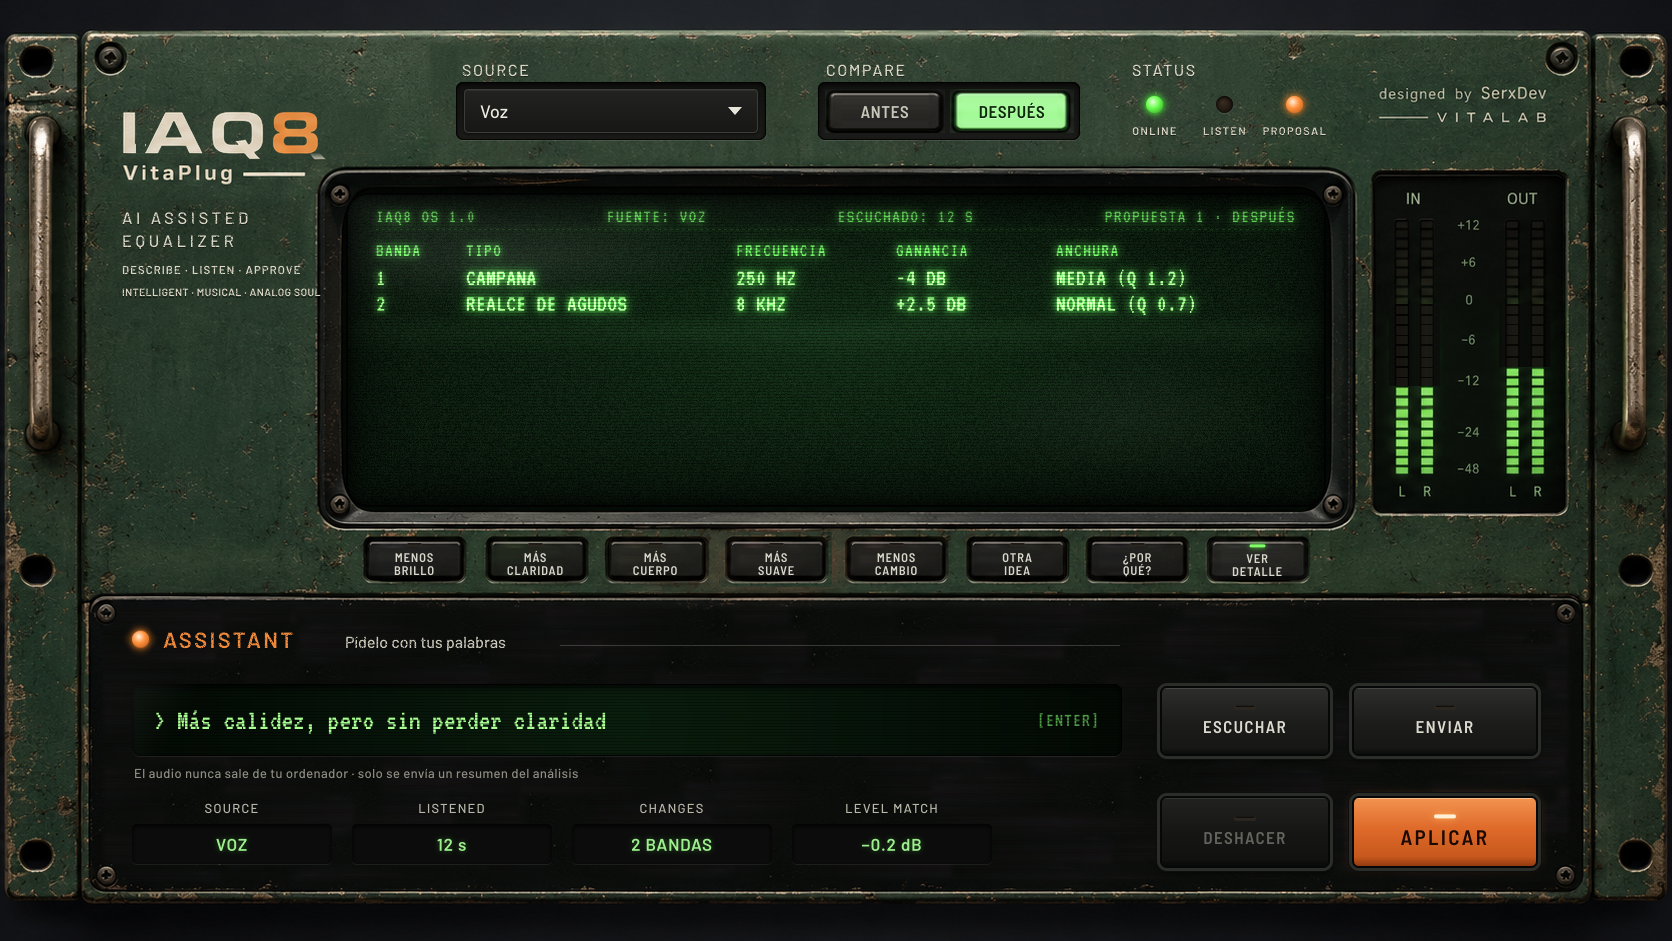 SOURCE
Voz
COMPARE
ANTES
DESPUÉS
STATUS
ONLINE
LISTEN
PROPOSAL
designed by SerxDev
VITALAB
IAQ8
VitaPlug
AI ASSISTED
EQUALIZER
DESCRIBE · LISTEN · APPROVE
INTELLIGENT · MUSICAL · ANALOG SOUL
IAQ8 OS 1.0 FUENTE: VOZ ESCUCHADO: 12 S PROPUESTA 1 · DESPUÉS
BANDA TIPO FRECUENCIA GANANCIA ANCHURA
1 CAMPANA 250 HZ -4 DB MEDIA (Q 1.2)
2 REALCE DE AGUDOS 8 KHZ +2.5 DB NORMAL (Q 0.7)
IN OUT
+12
+6
0
-6
-12
-24
-48
L R L R
MENOS
BRILLO
MÁS
CLARIDAD
MÁS
CUERPO
MÁS
SUAVE
MENOS
CAMBIO
OTRA
IDEA
¿POR
QUÉ?
VER
DETALLE
ASSISTANT
Pídelo con tus palabras
> Más calidez, pero sin perder claridad [ENTER]
ESCUCHAR
ENVIAR
El audio nunca sale de tu ordenador · solo se envía un resumen del análisis
SOURCE LISTENED CHANGES LEVEL MATCH
VOZ 12 s 2 BANDAS -0.2 dB
DESHACER
APLICAR